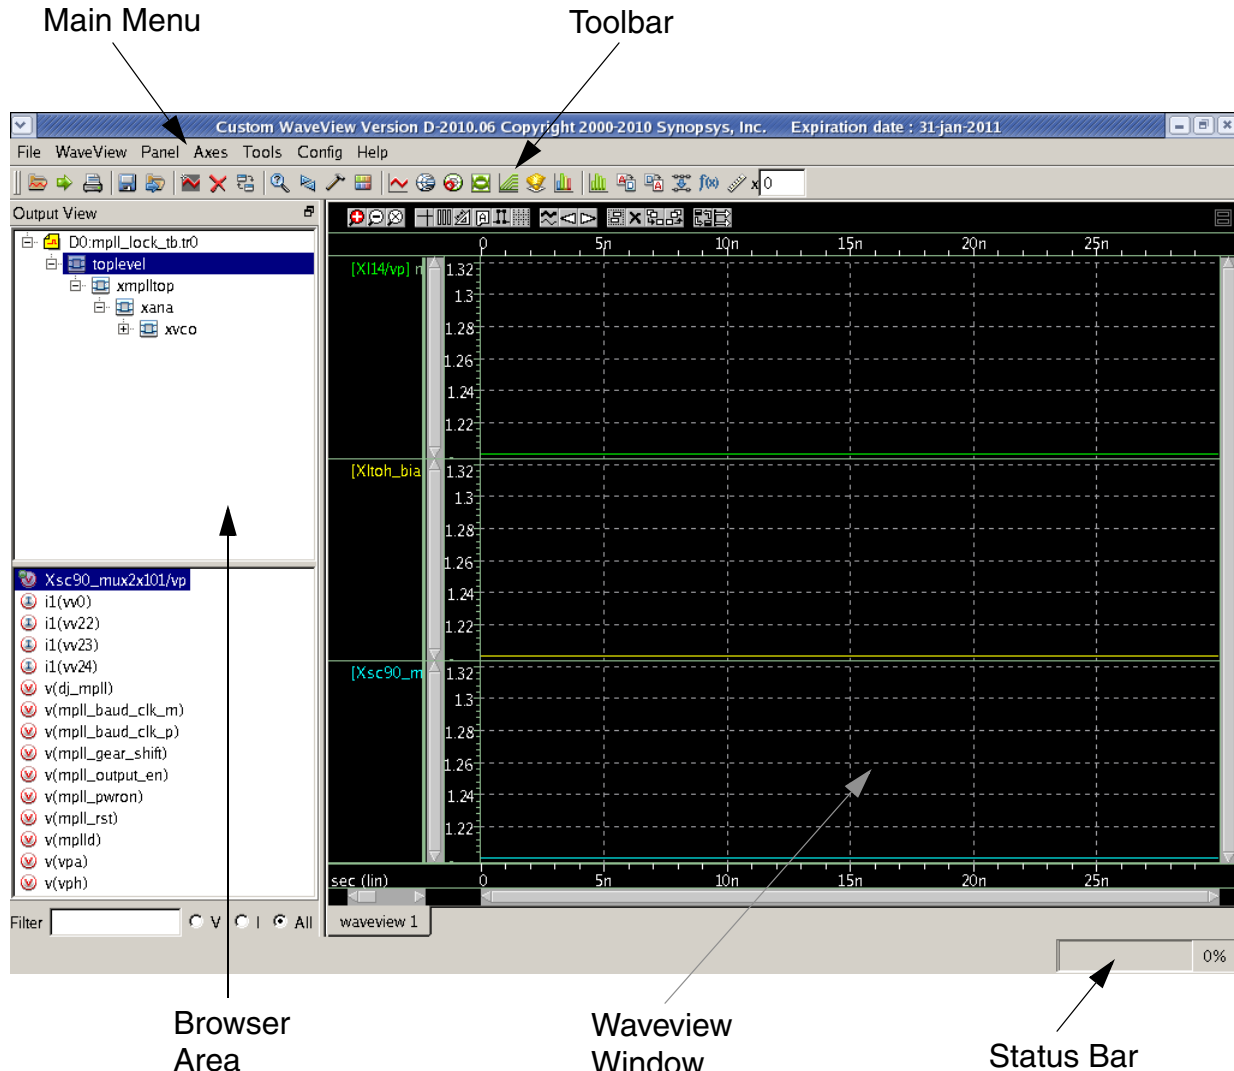 Main Menu
Toolbar
Custom WaveView Version D-2010.06 Copyright 2000-2010 Synopsys, Inc. Expiration date : 31-jan-2011
File WaveView Panel Axes Tools Config Help
f(x) x 0
Output View
D0:mpll_lock_tb.tr0
toplevel
xmplltop
xana
xvco
0 5n 10n 15n 20n 25n
[XI14/vp] n
1.32
1.3
1.28
1.26
1.24
1.22
[XItoh_bia
1.32
1.3
1.28
1.26
1.24
1.22
[Xsc90_m
1.32
1.3
1.28
1.26
1.24
1.22
sec (lin) 0 5n 10n 15n 20n 25n
Xsc90_mux2x101/vp
i1(vv0)
i1(vv22)
i1(vv23)
i1(vv24)
v(dj_mpll)
v(mpll_baud_clk_m)
v(mpll_baud_clk_p)
v(mpll_gear_shift)
v(mpll_output_en)
v(mpll_pwron)
v(mpll_rst)
v(mplld)
v(vpa)
v(vph)
Filter V I All
waveview 1
0%
Browser
Area
Waveview
Window
Status Bar